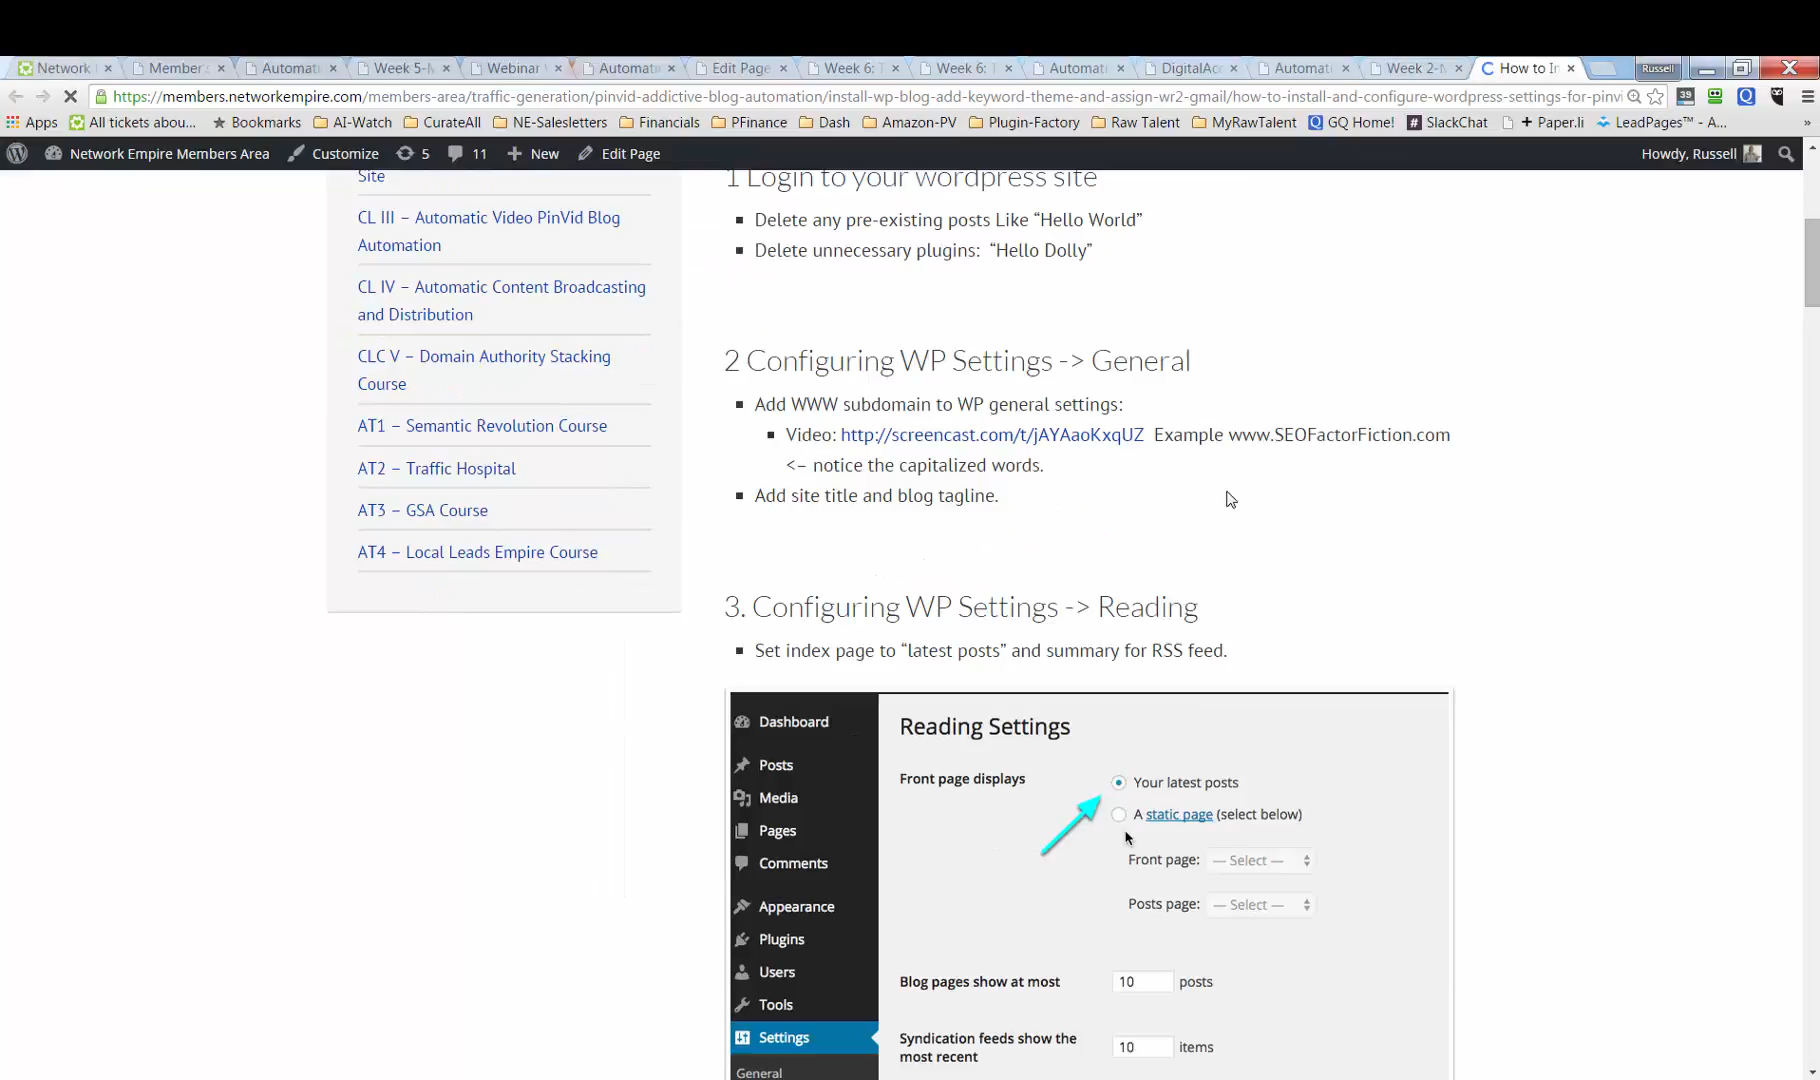 Network
Member's
Automati
Week 5-M
Webinar
Automatic
Edit Page
Week 6: T
Week 6: T
Automati
DigitalAcc
Automati
Week 2-M
How to In
Russell
https://members.networkempire.com/members-area/traffic-generation/pinvid-addictive-blog-automation/install-wp-blog-add-keyword-theme-and-assign-wr2-gmail/how-to-install-and-configure-wordpress-settings-for-pinvi
39
Apps
All tickets abou...
Bookmarks
AI-Watch
CurateAll
NE-Salesletters
Financials
PFinance
Dash
Amazon-PV
Plugin-Factory
Raw Talent
MyRawTalent
GQ Home!
SlackChat
+ Paper.li
LeadPages™ - A...
»
Network Empire Members Area
Customize
5
11
New
Edit Page
Howdy, Russell
Site
CL III – Automatic Video PinVid Blog
Automation
CL IV – Automatic Content Broadcasting
and Distribution
CLC V – Domain Authority Stacking
Course
AT1 – Semantic Revolution Course
AT2 – Traffic Hospital
AT3 – GSA Course
AT4 – Local Leads Empire Course
1 Login to your wordpress site
Delete any pre-existing posts Like “Hello World”
Delete unnecessary plugins: “Hello Dolly”
2 Configuring WP Settings -> General
Add WWW subdomain to WP general settings:
Video: http://screencast.com/t/jAYAaoKxqUZ Example www.SEOFactorFiction.com
<– notice the capitalized words.
Add site title and blog tagline.
3. Configuring WP Settings -> Reading
Set index page to “latest posts” and summary for RSS feed.
Dashboard
Posts
Media
Pages
Comments
Appearance
Plugins
Users
Tools
Settings
General
Reading Settings
Front page displays
Your latest posts
A static page (select below)
Front page: — Select —
Posts page: — Select —
Blog pages show at most 10 posts
Syndication feeds show the
most recent
10 items